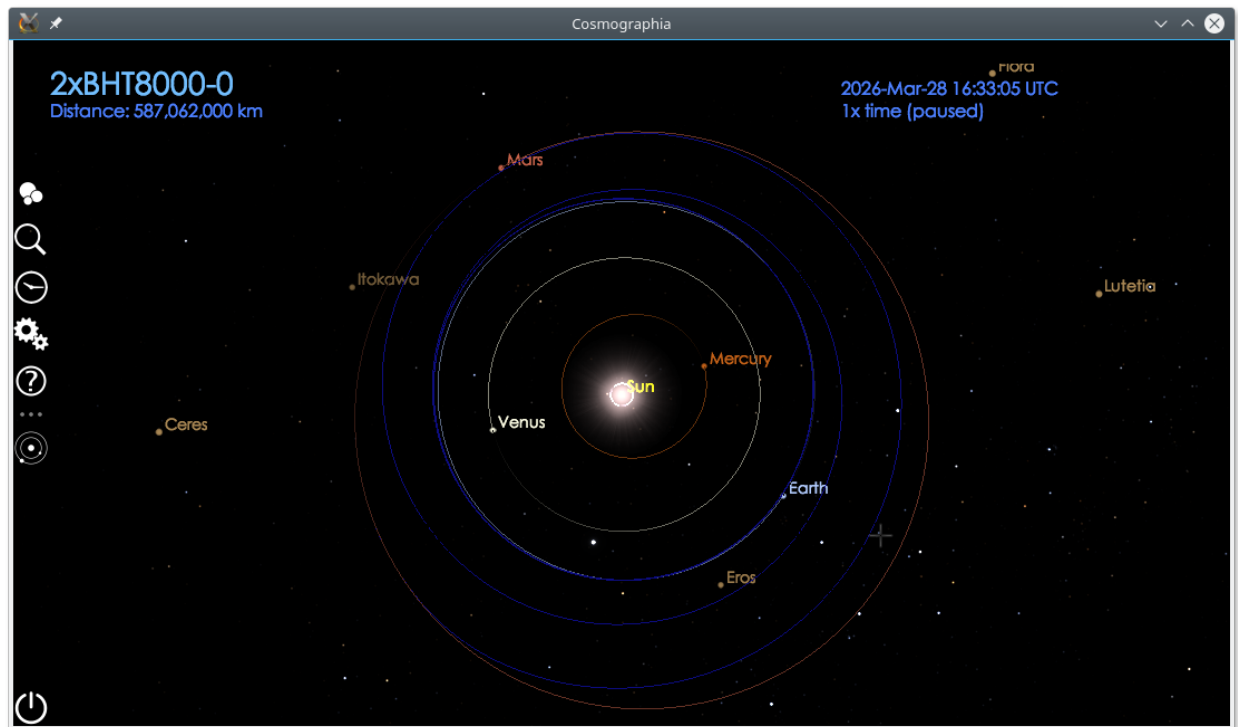 Cosmographia
2xBHT8000-0
Distance: 587,062,000 km
2026-Mar-28 16:33:05 UTC
1x time (paused)
Flora
Mars
Itokawa
Lutetia
Mercury
Sun
Ceres
Venus
Earth
Eros